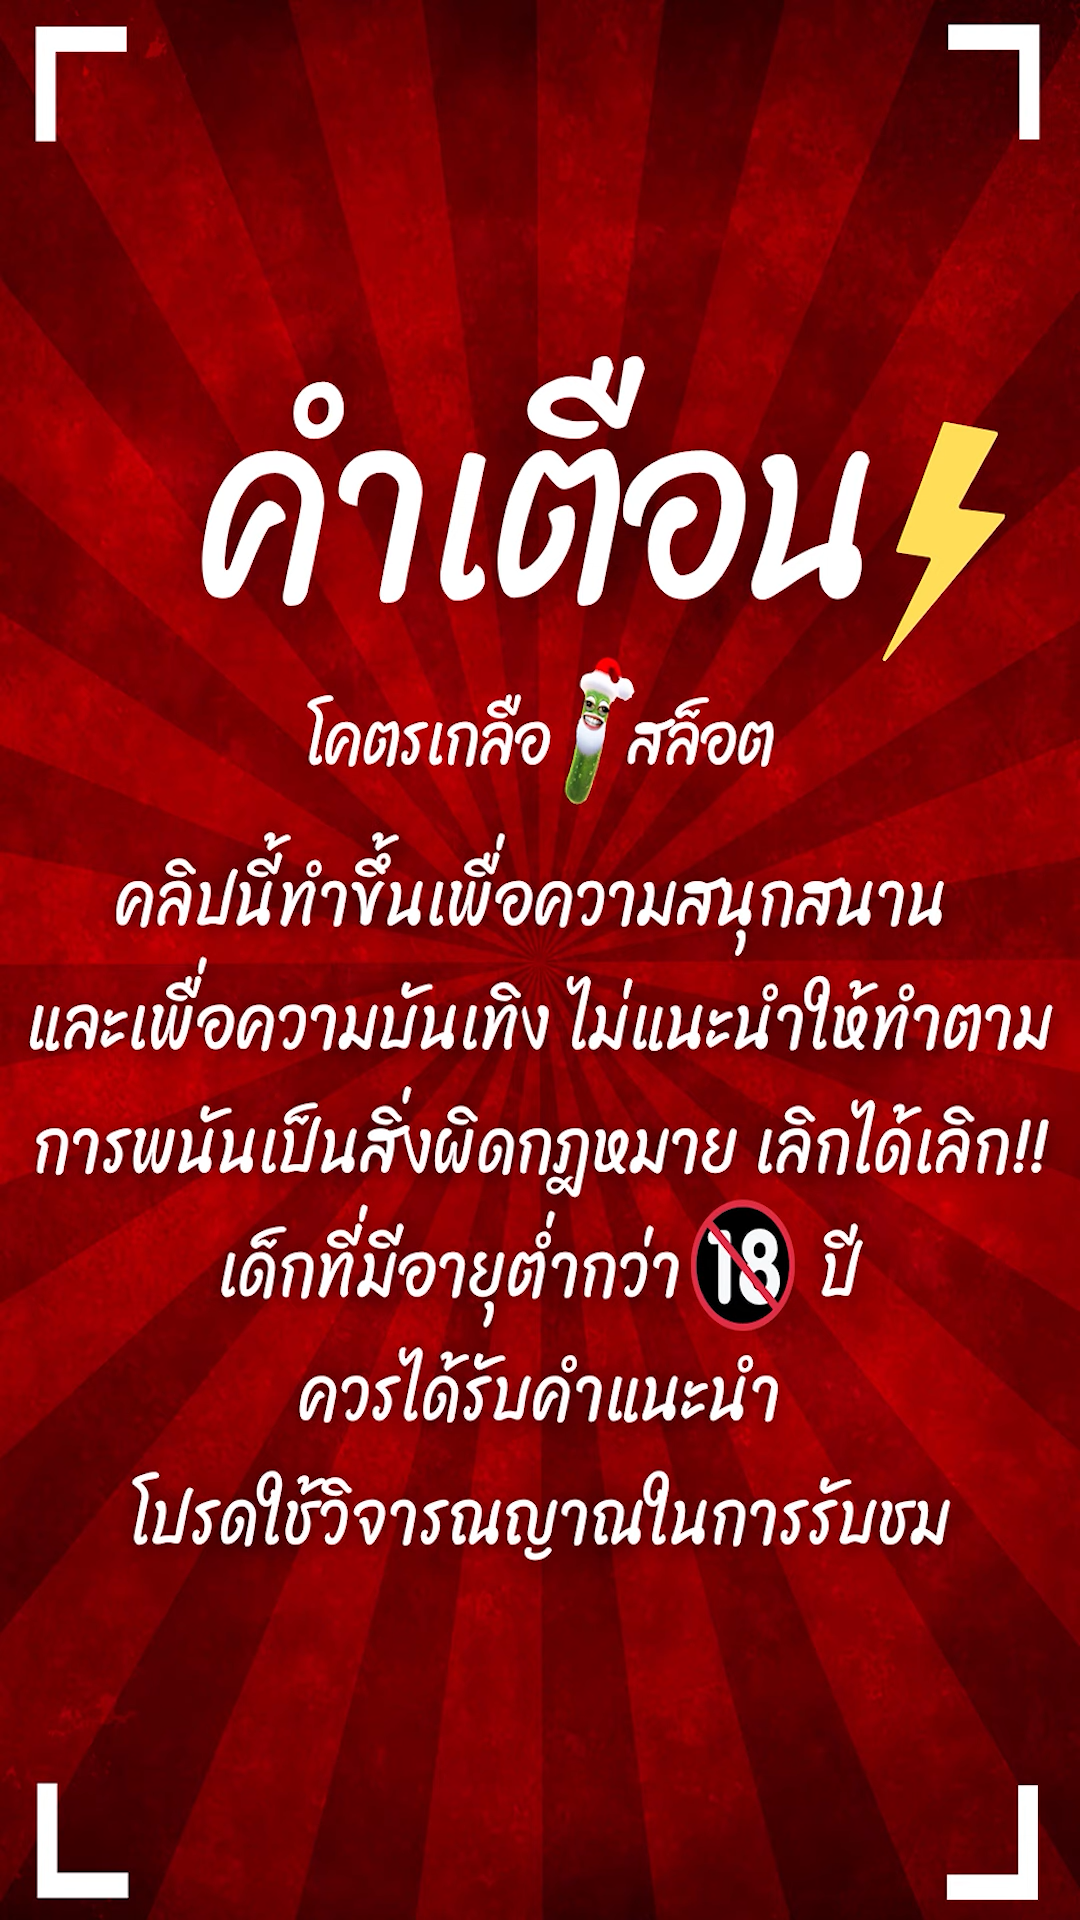 คำเตือน
โคตรเกลือ สล็อต
คลิปนี้ทำขึ้นเพื่อความสนุกสนาน
และเพื่อความบันเทิง ไม่แนะนำให้ทำตาม
การพนันเป็นสิ่งผิดกฎหมาย เลิกได้เลิก!!
เด็กที่มีอายุต่ำกว่า 18 ปี
ควรได้รับคำแนะนำ
โปรดใช้วิจารณญาณในการรับชม